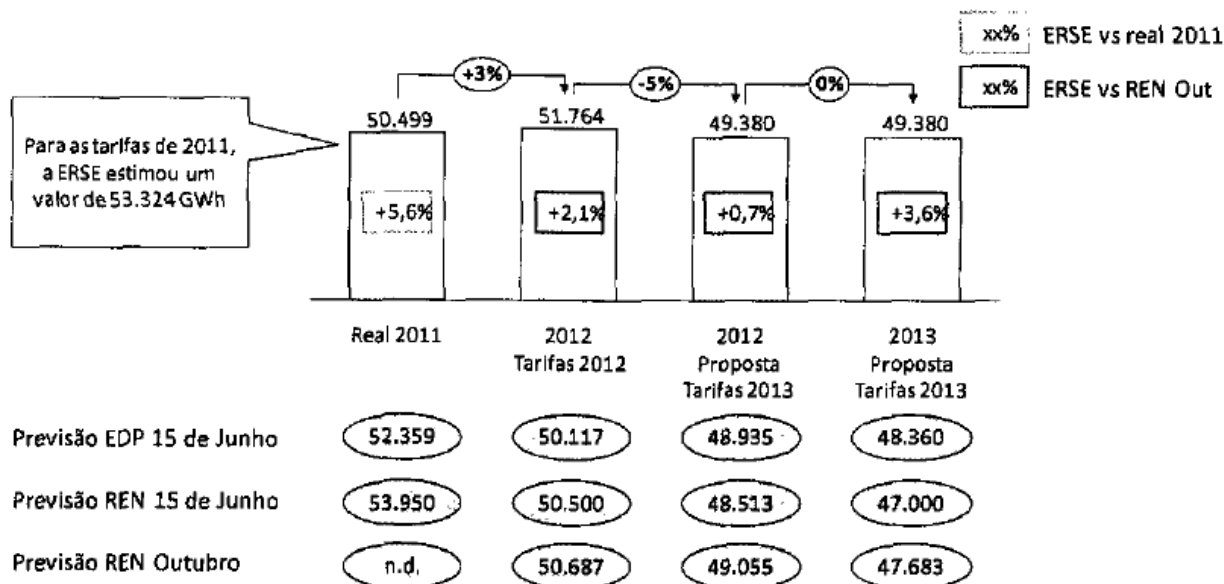 xx% ERSE vs real 2011
xx% ERSE vs REN Out
+3%
-5%
0%
Para as tarifas de 2011,
a ERSE estimou um
valor de 53.324 GWh
50.499
51.764
49.380
49.380
+5,6%
+2,1%
+0,7%
+3,6%
Real 2011
2012
Tarifas 2012
2012
Proposta
Tarifas 2013
2013
Proposta
Tarifas 2013
Previsão EDP 15 de Junho 52.359 50.117 48.935 48.360
Previsão REN 15 de Junho 53.950 50.500 48.513 47.000
Previsão REN Outubro n.d. 50.687 49.055 47.683